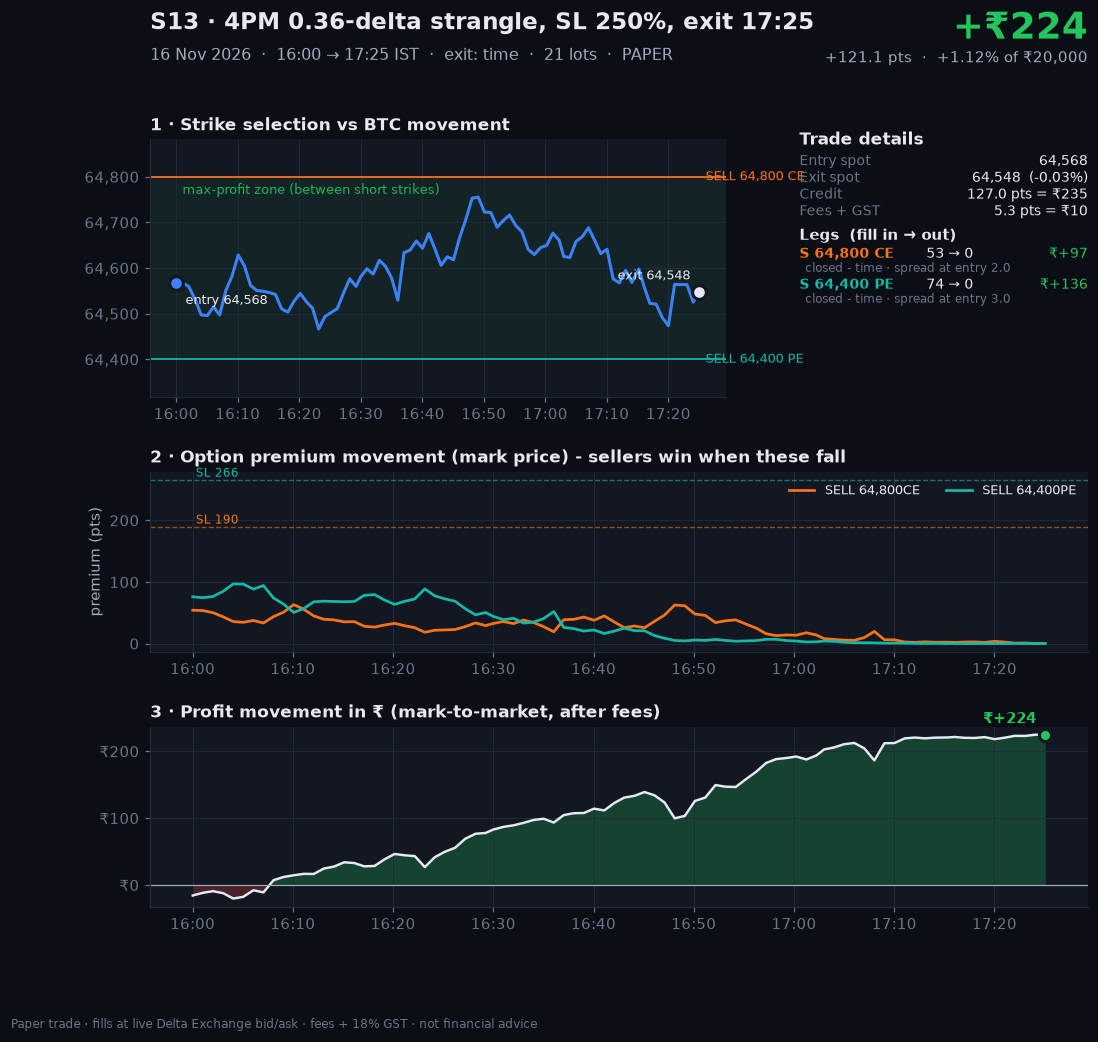 S13 · 4PM 0.36-delta strangle, SL 250%, exit 17:25
+₹224
16 Nov 2026 · 16:00 → 17:25 IST · exit: time · 21 lots · PAPER
+121.1 pts · +1.12% of ₹20,000
1 · Strike selection vs BTC movement
64,800
64,700
64,600
64,500
64,400
max-profit zone (between short strikes)
SELL 64,800 CE
entry 64,568
exit 64,548
SELL 64,400 PE
16:00 16:10 16:20 16:30 16:40 16:50 17:00 17:10 17:20
Trade details
Entry spot 64,568
Exit spot 64,548 (-0.03%)
Credit 127.0 pts = ₹235
Fees + GST 5.3 pts = ₹10
Legs (fill in → out)
S 64,800 CE 53 → 0 ₹+97
closed - time · spread at entry 2.0
S 64,400 PE 74 → 0 ₹+136
closed - time · spread at entry 3.0
2 · Option premium movement (mark price) - sellers win when these fall
SL 266
SELL 64,800CE SELL 64,400PE
SL 190
premium (pts)
200
100
0
16:00 16:10 16:20 16:30 16:40 16:50 17:00 17:10 17:20
3 · Profit movement in ₹ (mark-to-market, after fees)
₹+224
₹200
₹100
₹0
16:00 16:10 16:20 16:30 16:40 16:50 17:00 17:10 17:20
Paper trade · fills at live Delta Exchange bid/ask · fees + 18% GST · not financial advice